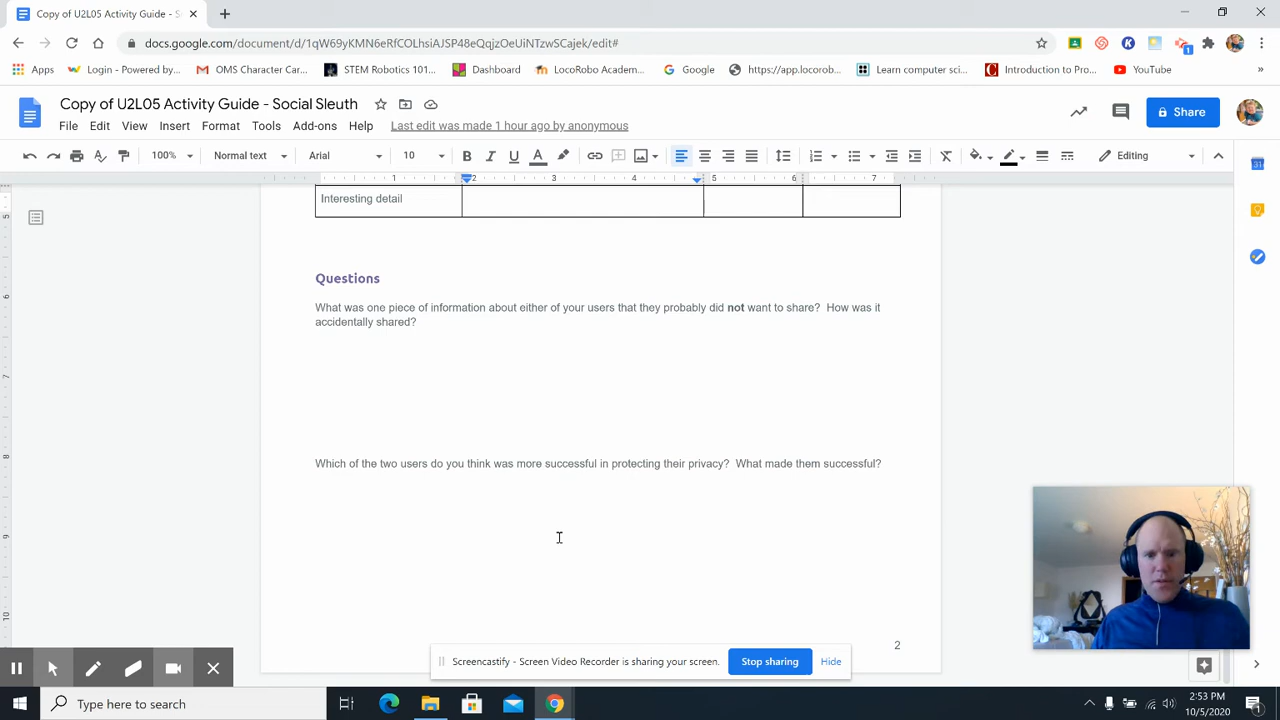 Copy of U2L05 Activity Guide - S
docs.google.com/document/d/1qW69yKMN6eRfCOLhsiAJSP48eQqjzOeUiNTzwSCajek/edit#
Apps Login - Powered by... OMS Character Car... STEM Robotics 101... Dashboard LocoRobo Academ... Google https://app.locorob... Learn computer sci... Introduction to Pro... YouTube
Copy of U2L05 Activity Guide - Social Sleuth
Share
File Edit View Insert Format Tools Add-ons Help Last edit was made 1 hour ago by anonymous
100% Normal text Arial 10 Editing
1 2 3 4 5 6 7
Interesting detail
Questions
What was one piece of information about either of your users that they probably did not want to share? How was it
accidentally shared?
Which of the two users do you think was more successful in protecting their privacy? What made them successful?
2
Screencastify - Screen Video Recorder is sharing your screen. Stop sharing Hide
Type here to search
2:53 PM
10/5/2020